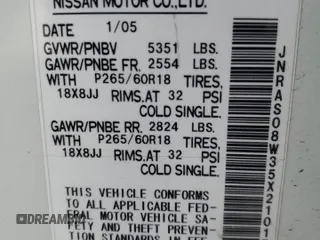 NISSAN MOTOR CO.,LTD.
DATE 1/05
GVWR/PNBV 5351 LBS.
GAWR/PNBE FR. 2554 LBS.
WITH P265/60R18 TIRES,
18X8JJ RIMS.AT 32 PSI
COLD SINGLE.
GAWR/PNBE RR. 2824 LBS.
WITH P265/60R18 TIRES,
18X8JJ RIMS.AT 32 PSI
COLD SINGLE.
THIS VEHICLE CONFORMS
TO ALL APPLICABLE FED-
ERAL MOTOR VEHICLE SA-
FETY AND THEFT PREVENTION
JNRAS08W35X2101
DREAMBID